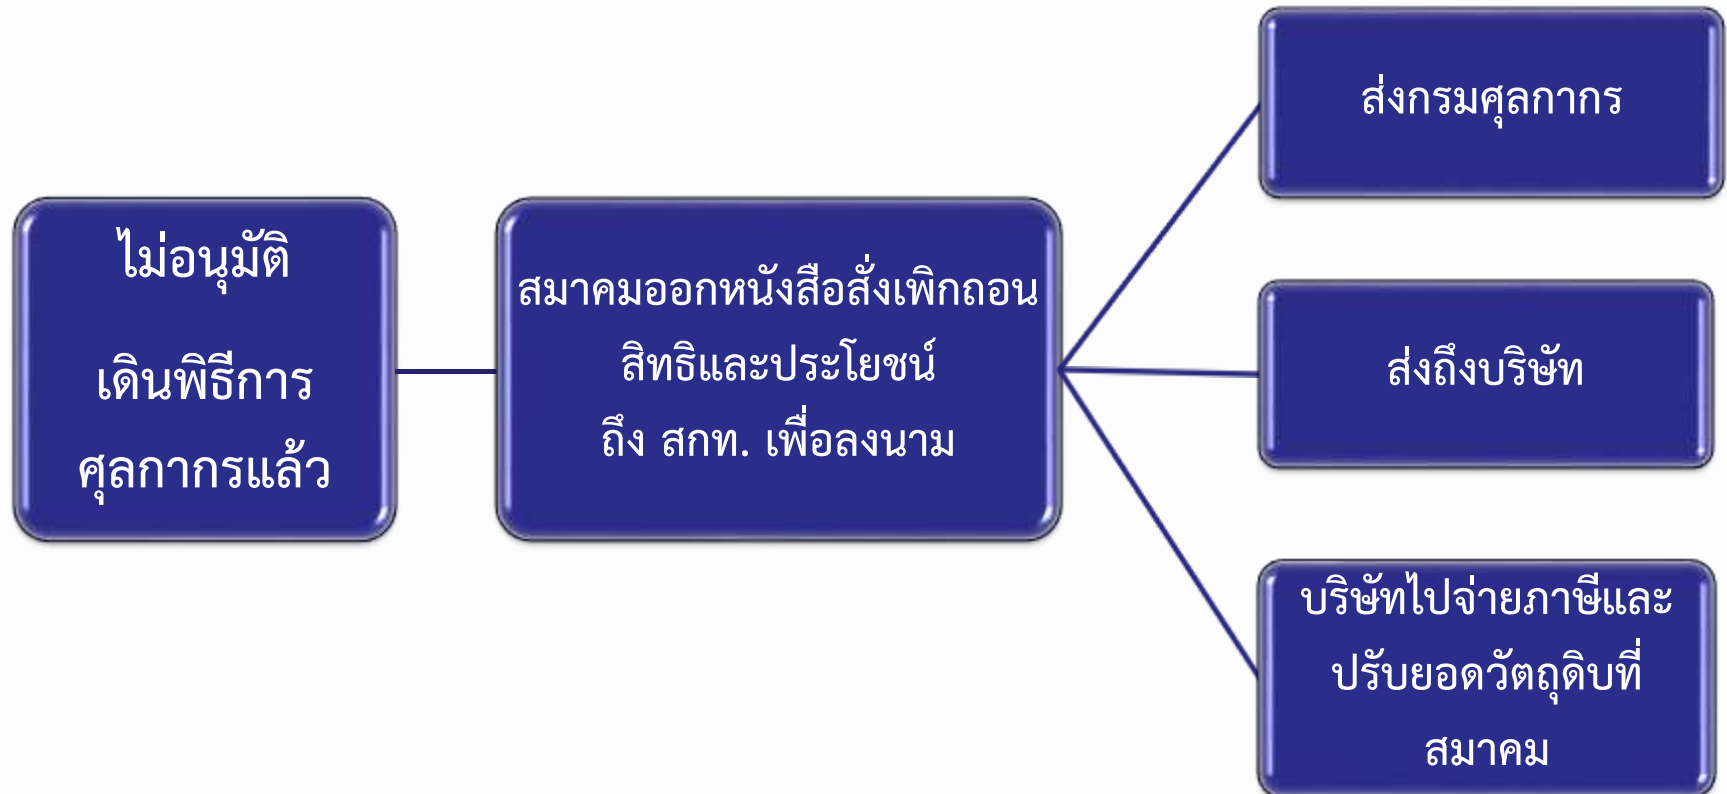 ไม่อนุมัติ
เดินพิธีการ
ศุลกากรแล้ว
สมาคมออกหนังสือสั่งเพิกถอน
สิทธิและประโยชน์
ถึง สกท. เพื่อลงนาม
ส่งกรมศุลกากร
ส่งถึงบริษัท
บริษัทไปจ่ายภาษีและ
ปรับยอดวัตถุดิบที่
สมาคม